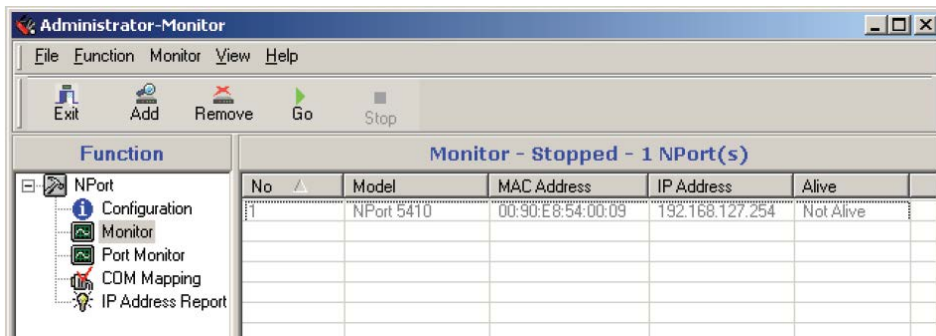 Administrator-Monitor
File Function Monitor View Help
Exit Add Remove Go Stop
Function
Monitor - Stopped - 1 NPort(s)
NPort
Configuration
Monitor
Port Monitor
COM Mapping
IP Address Report
No Model MAC Address IP Address Alive
1 NPort 5410 00:90:E8:54:00:09 192.168.127.254 Not Alive